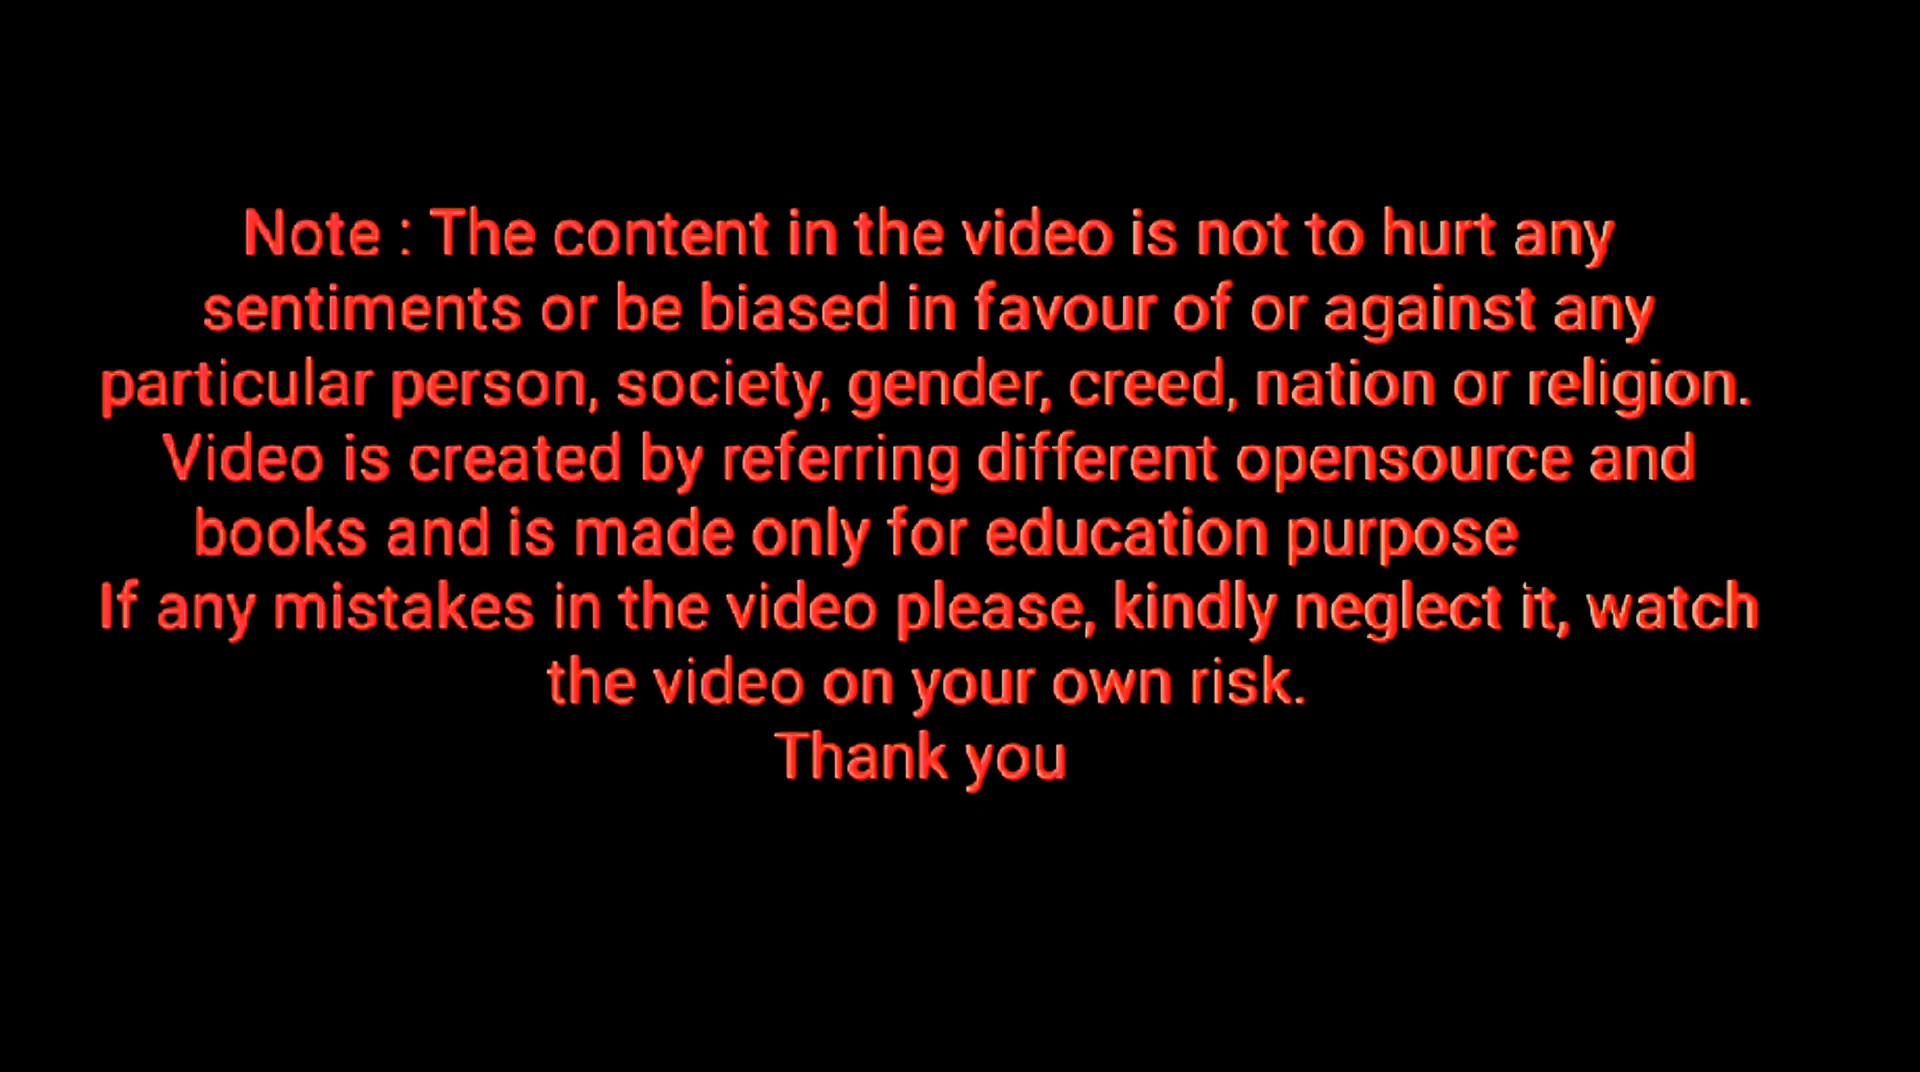 Note : The content in the video is not to hurt any
sentiments or be biased in favour of or against any
particular person, society, gender, creed, nation or religion.
Video is created by referring different opensource and
books and is made only for education purpose
If any mistakes in the video please, kindly neglect it, watch
the video on your own risk.
Thank you